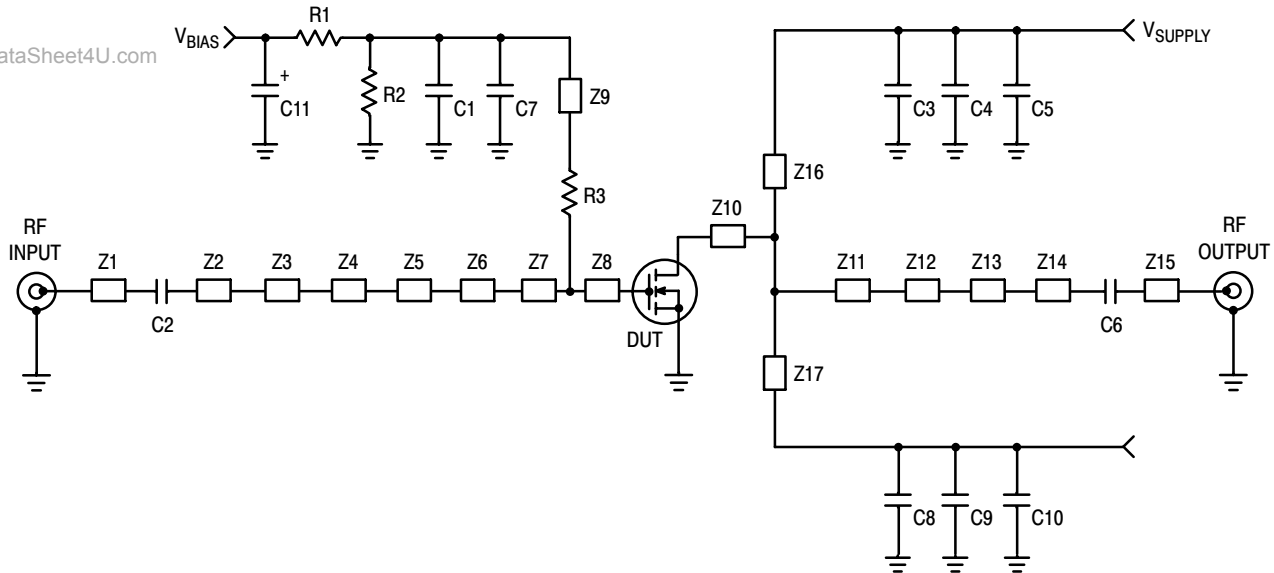 ataSheet4U.com
VBIAS
R1
+
C11
R2
C1
C7
Z9
R3
VSUPPLY
C3
C4
C5
Z16
Z10
RF
INPUT
Z1
C2
Z2
Z3
Z4
Z5
Z6
Z7
Z8
DUT
Z11
Z12
Z13
Z14
C6
Z15
RF
OUTPUT
Z17
C8
C9
C10